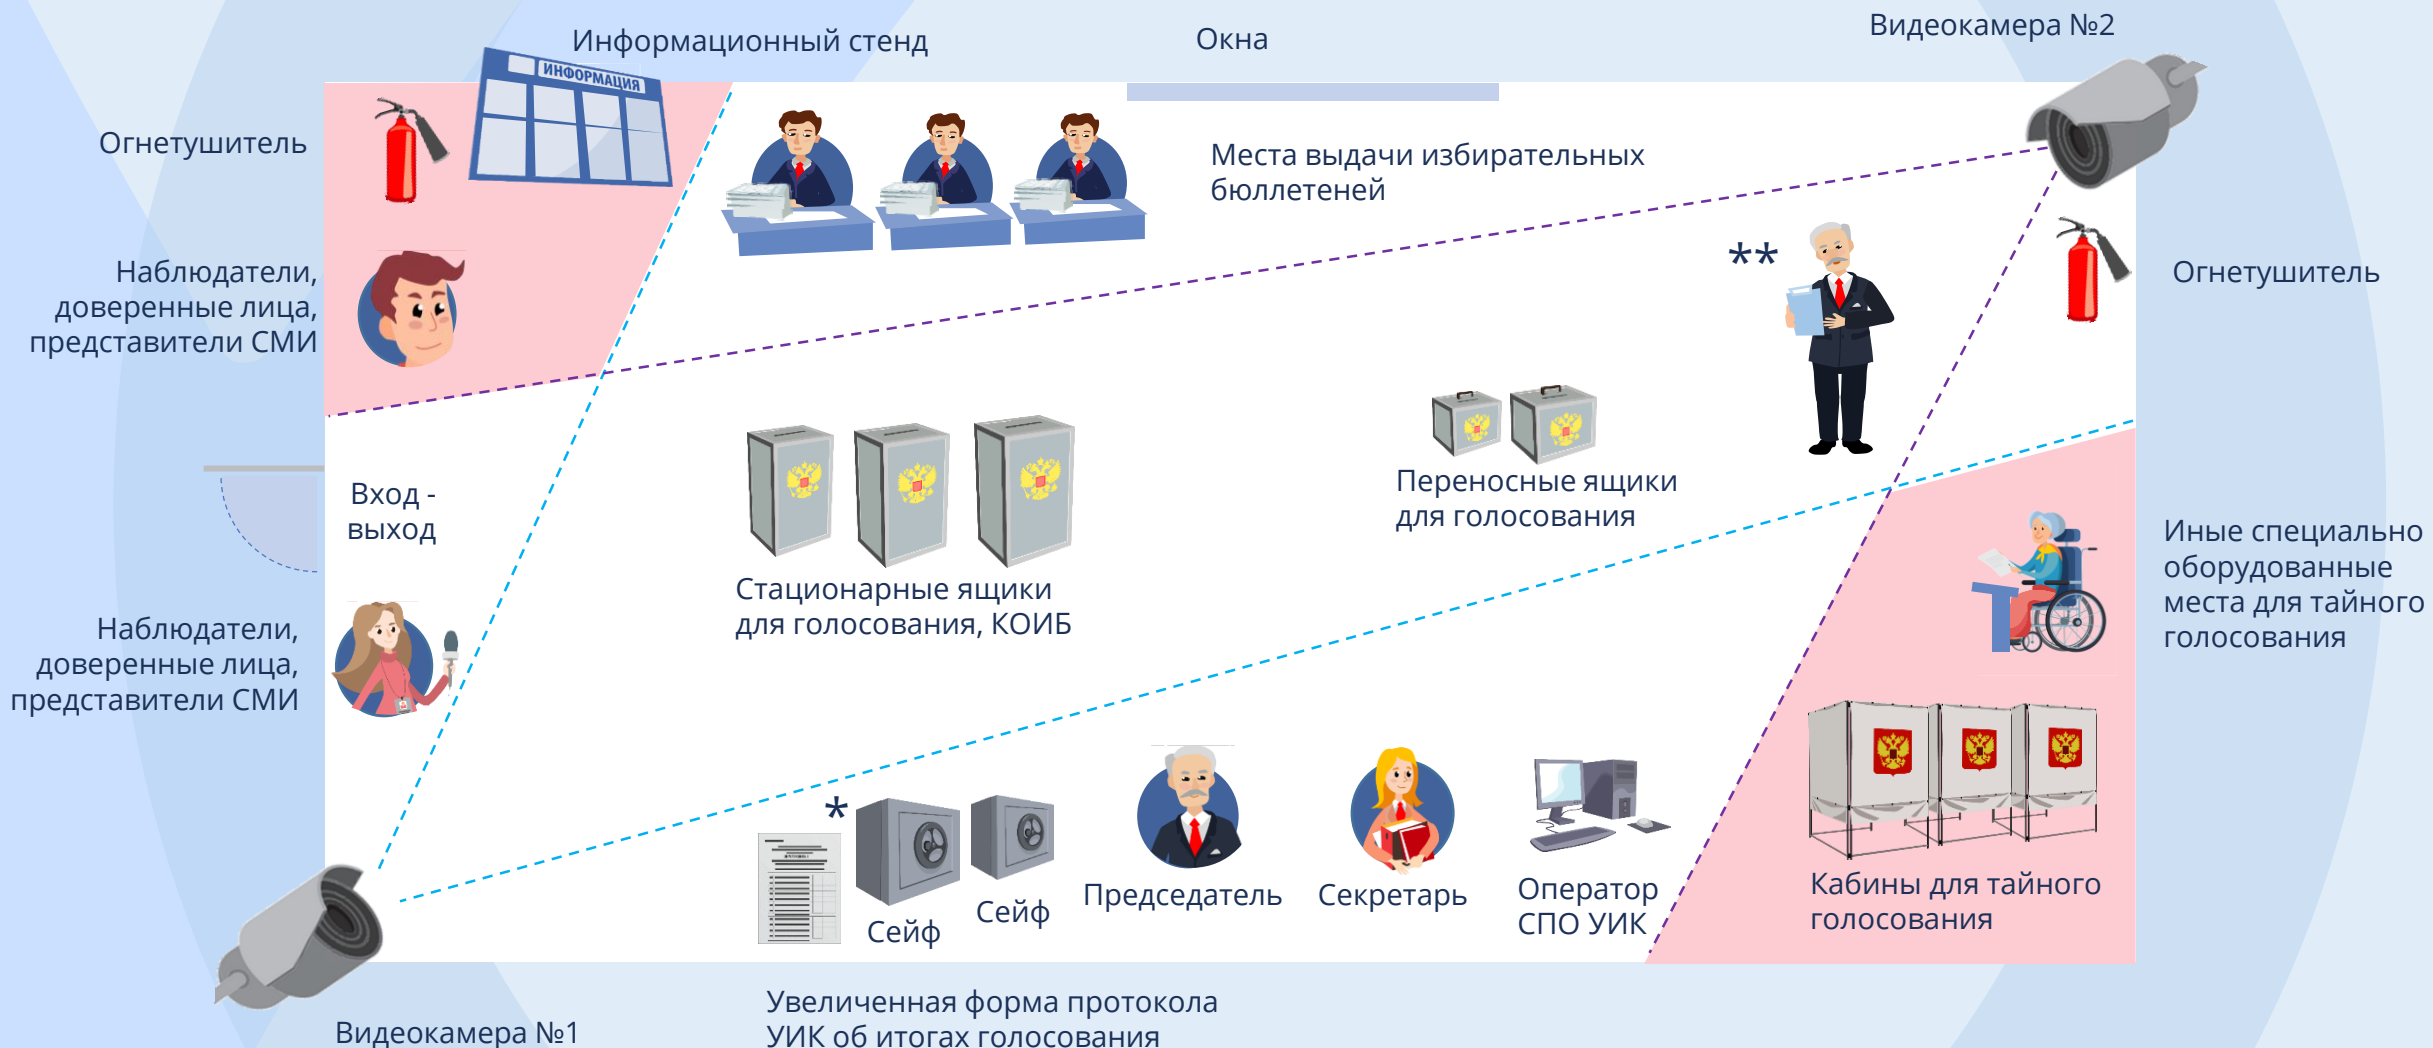 Информационный стенд
Окна
Видеокамера №2
ИНФОРМАЦИЯ
Огнетушитель
Места выдачи избирательных
бюллетеней
**
Наблюдатели,
доверенные лица,
представители СМИ
Огнетушитель
Вход -
выход
Переносные ящики
для голосования
Стационарные ящики
для голосования, КОИБ
Иные специально
оборудованные
места для тайного
голосования
Наблюдатели,
доверенные лица,
представители СМИ
*
Сейф
Сейф
Председатель
Секретарь
Оператор
СПО УИК
Кабины для тайного
голосования
Увеличенная форма протокола
УИК об итогах голосования
Видеокамера №1